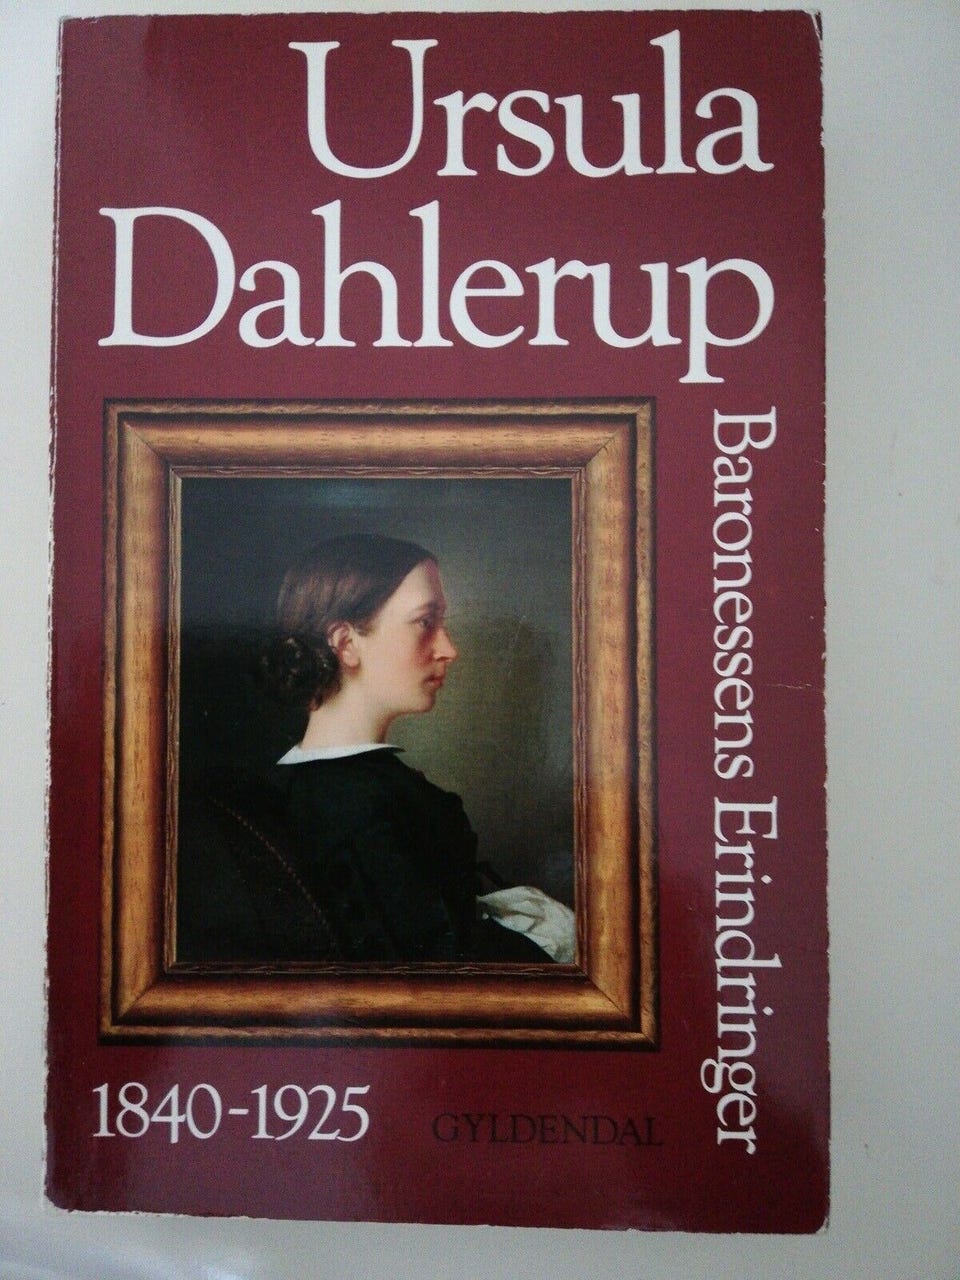 Ursula
Dahlerup
Baronessens Erindringer
1840-1925
GYLDENDAL